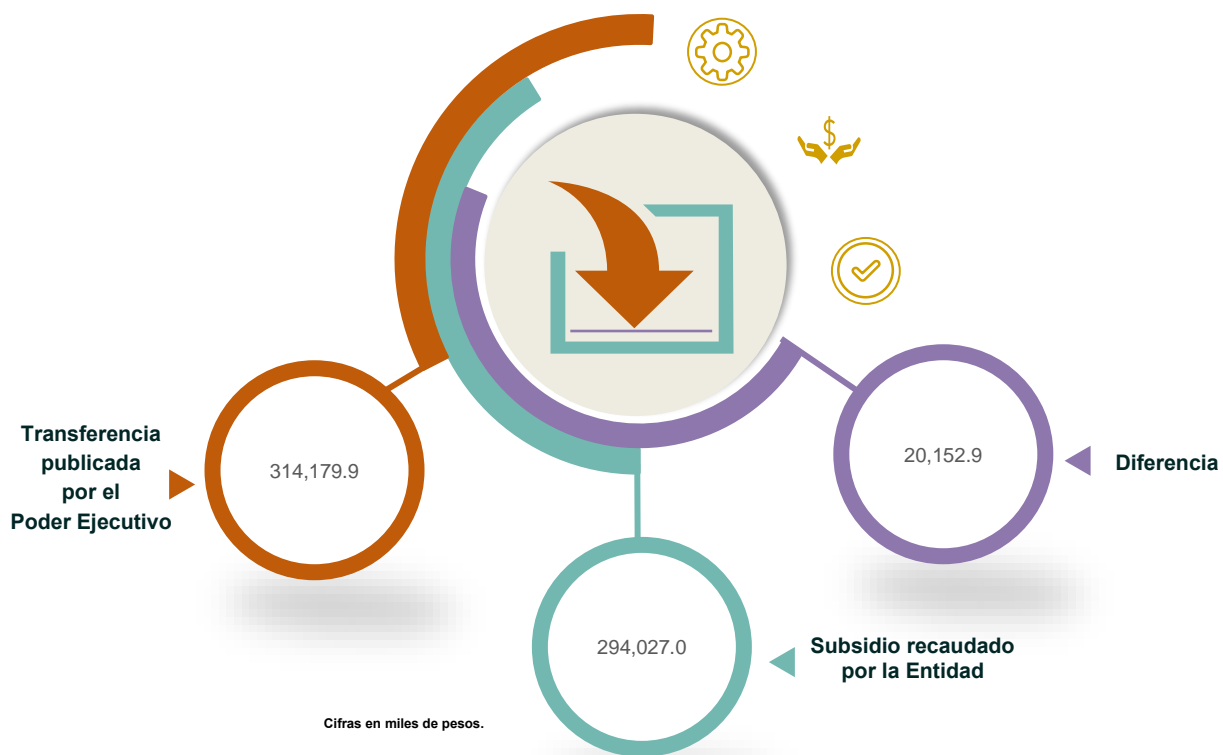 $
Transferencia
publicada
por el
Poder Ejecutivo
314,179.9
20,152.9
Diferencia
294,027.0
Subsidio recaudado
por la Entidad
Cifras en miles de pesos.